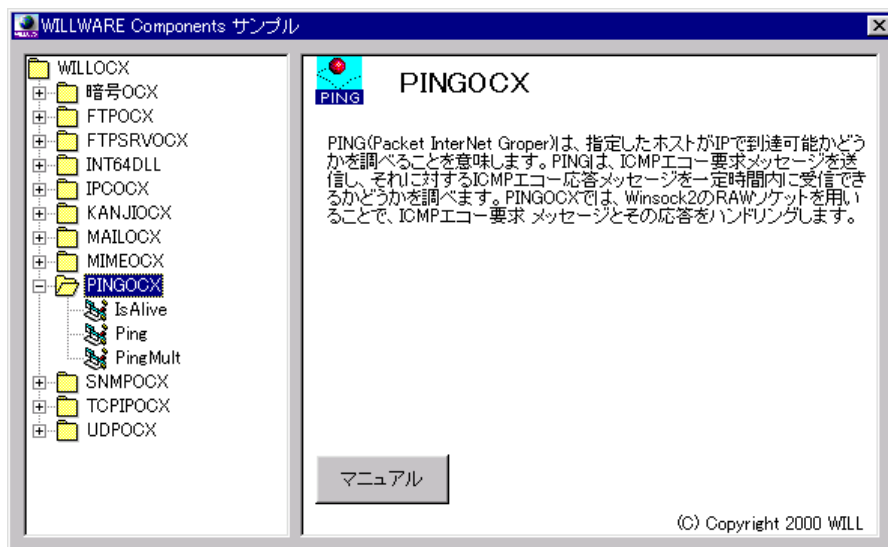 WILLWARE Components サンプル
WILLOCX
暗号OCX
FTPOCX
FTPSRVOCX
INT64DLL
IPCOCX
KANJIOCX
MAILOCX
MIMEOCX
PINGOCX
IsAlive
Ping
PingMult
SNMPOCX
TCPIPOCX
UDPOCX
PING
PINGOCX
PING(Packet InterNet Groper)は、指定したホストがIPで到達可能かどう
かを調べることを意味します。PINGは、ICMPエコー要求メッセージを送
信し、それに対するICMPエコー応答メッセージを一定時間内に受信でき
るかどうかを調べます。PINGOCXでは、Winsock2のRAWソケットを用い
ることで、ICMPエコー要求 メッセージとその応答をハンドリングします。
マニュアル
(C) Copyright 2000 WILL